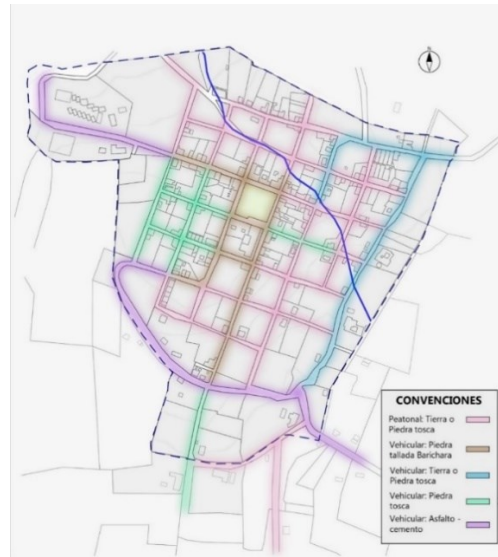 CONVENCIONES
Peatonal: Tierra o
Piedra tosca
Vehicular: Piedra
tallada Barichara
Vehicular: Tierra o
Piedra tosca
Vehicular: Piedra
tosca
Vehicular: Asfalto -
cemento